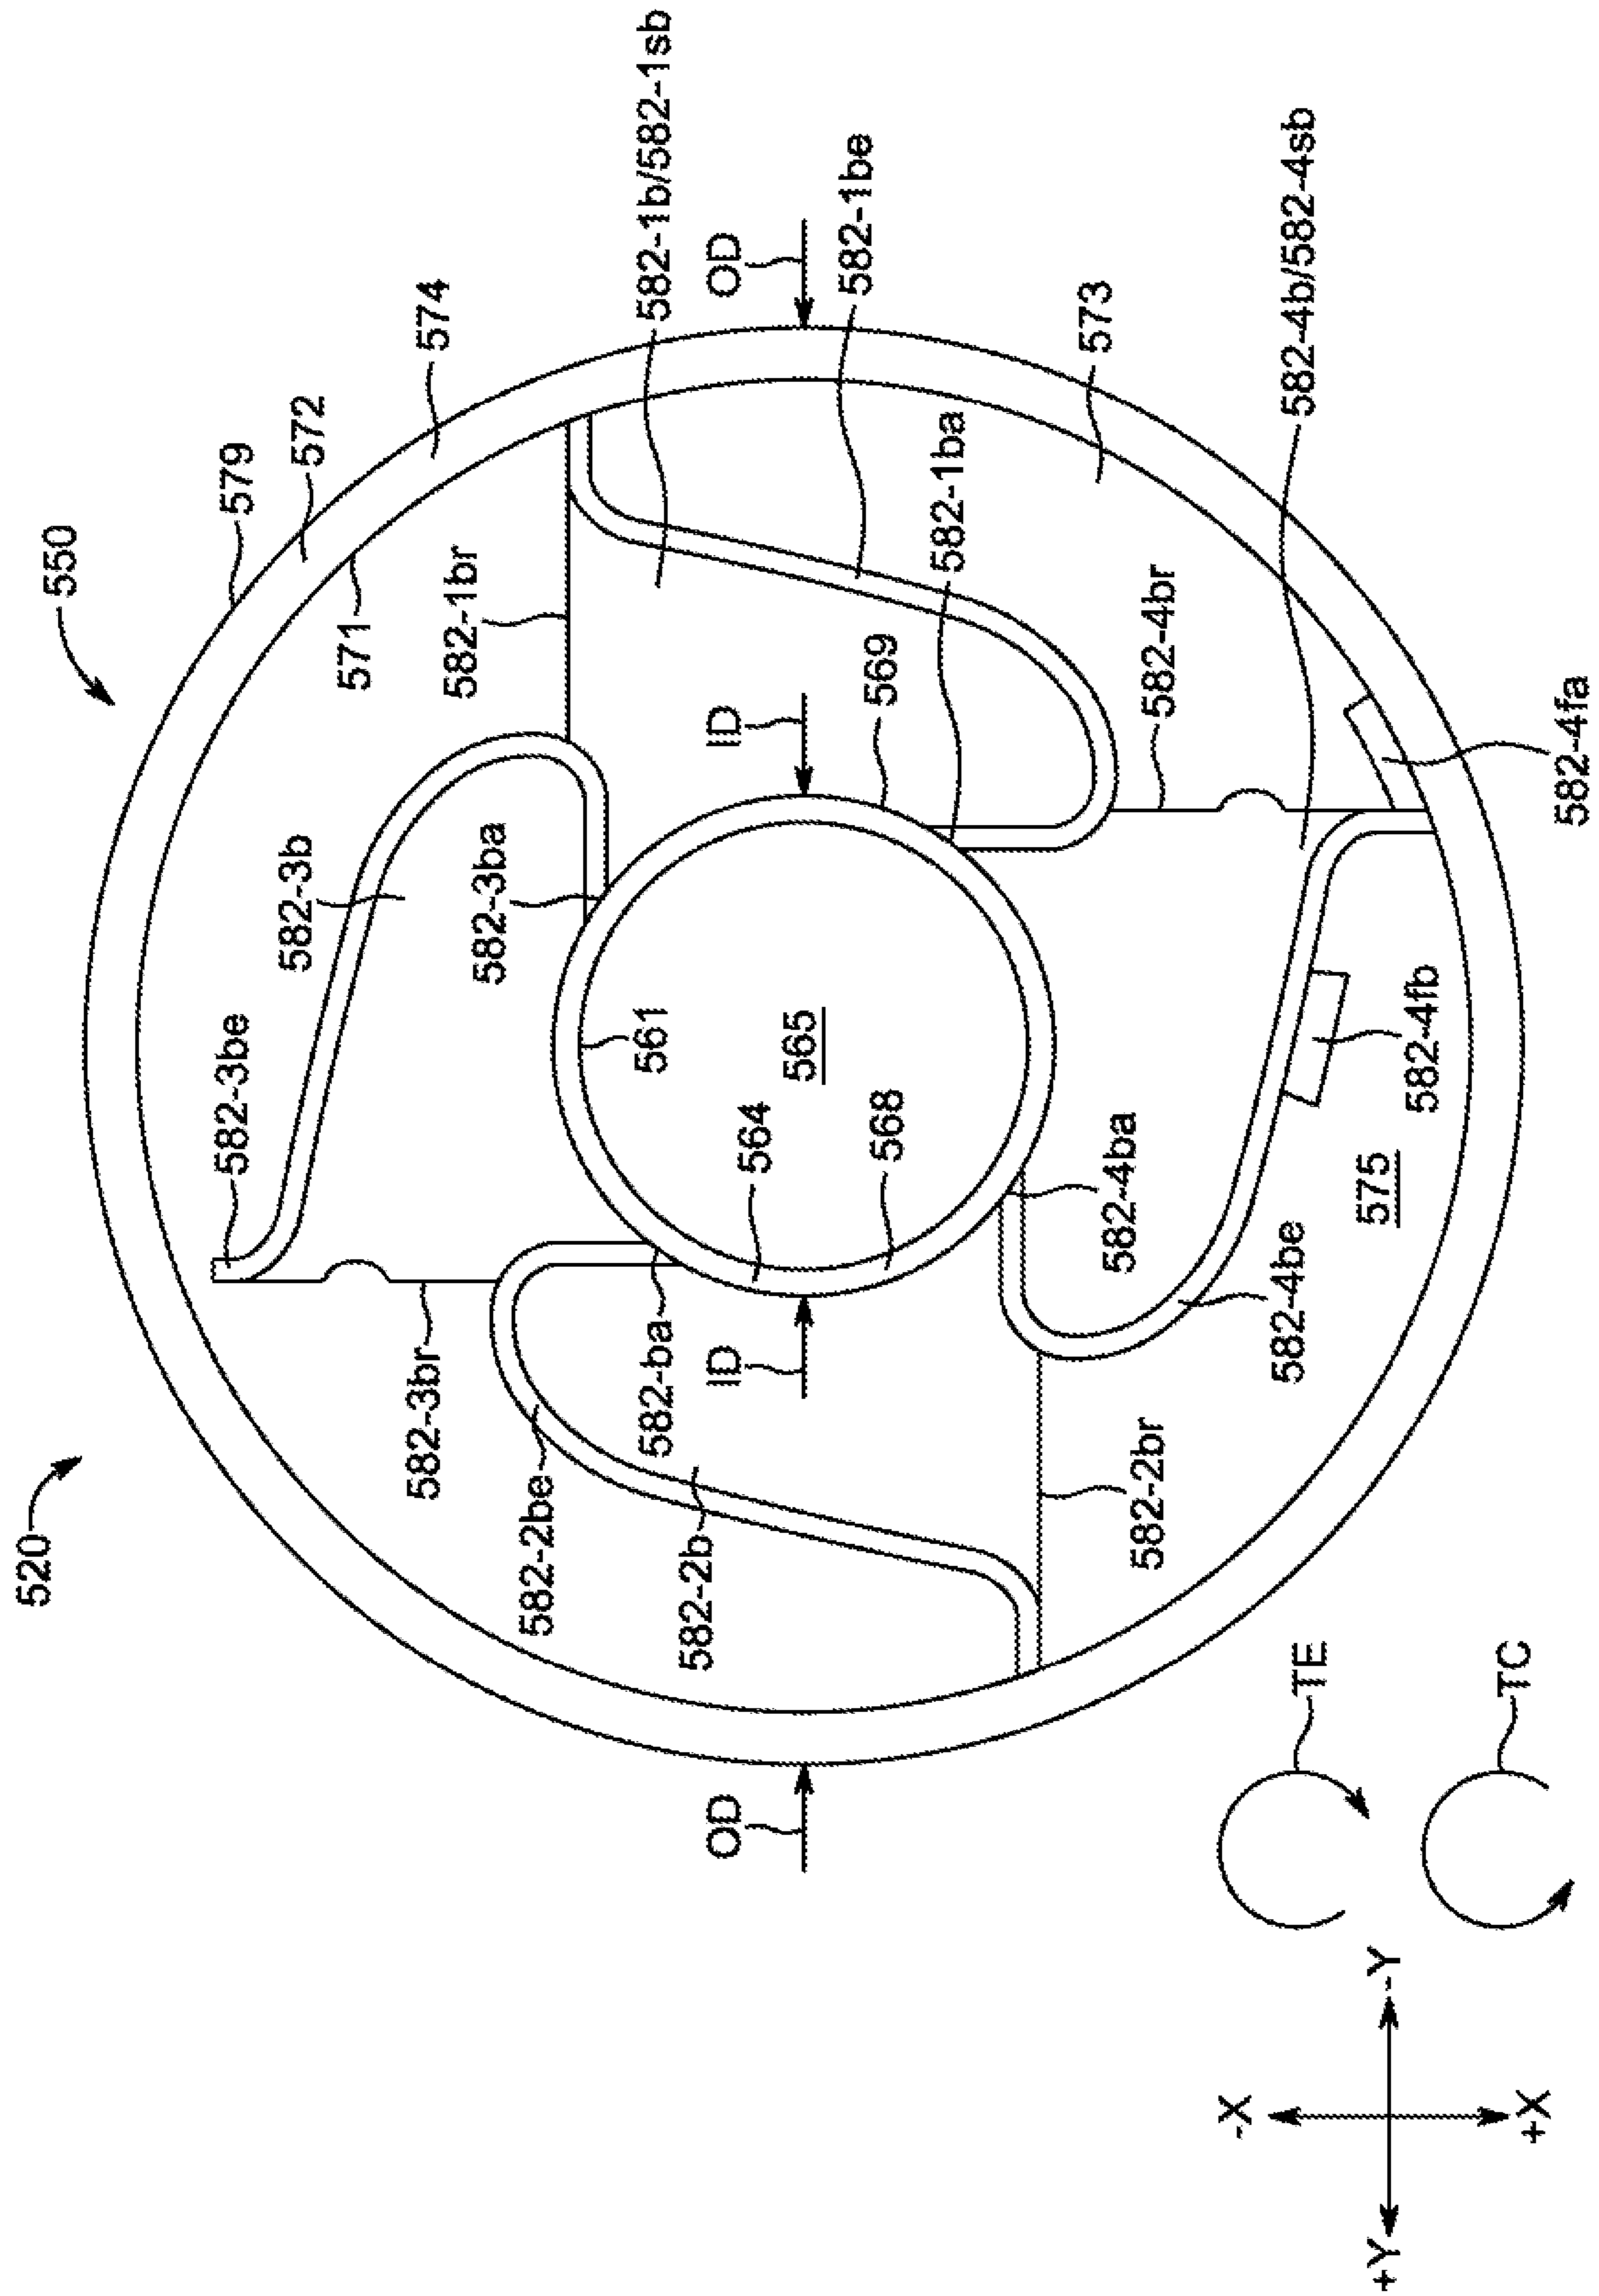 520
550
579
572
574
571
582-1br
582-1b/582-1sb
OD
582-1be
573
582-3be
582-3b
582-3ba
ID
569
582-1ba
582-4br
582-4b/582-4sb
582-3br
561
565
564
568
582-ba
ID
582-2be
582-2b
582-4ba
582-4be
582-2br
575
582-4fb
582-4fa
OD
TE
TC
-X
-Y
+Y
+X